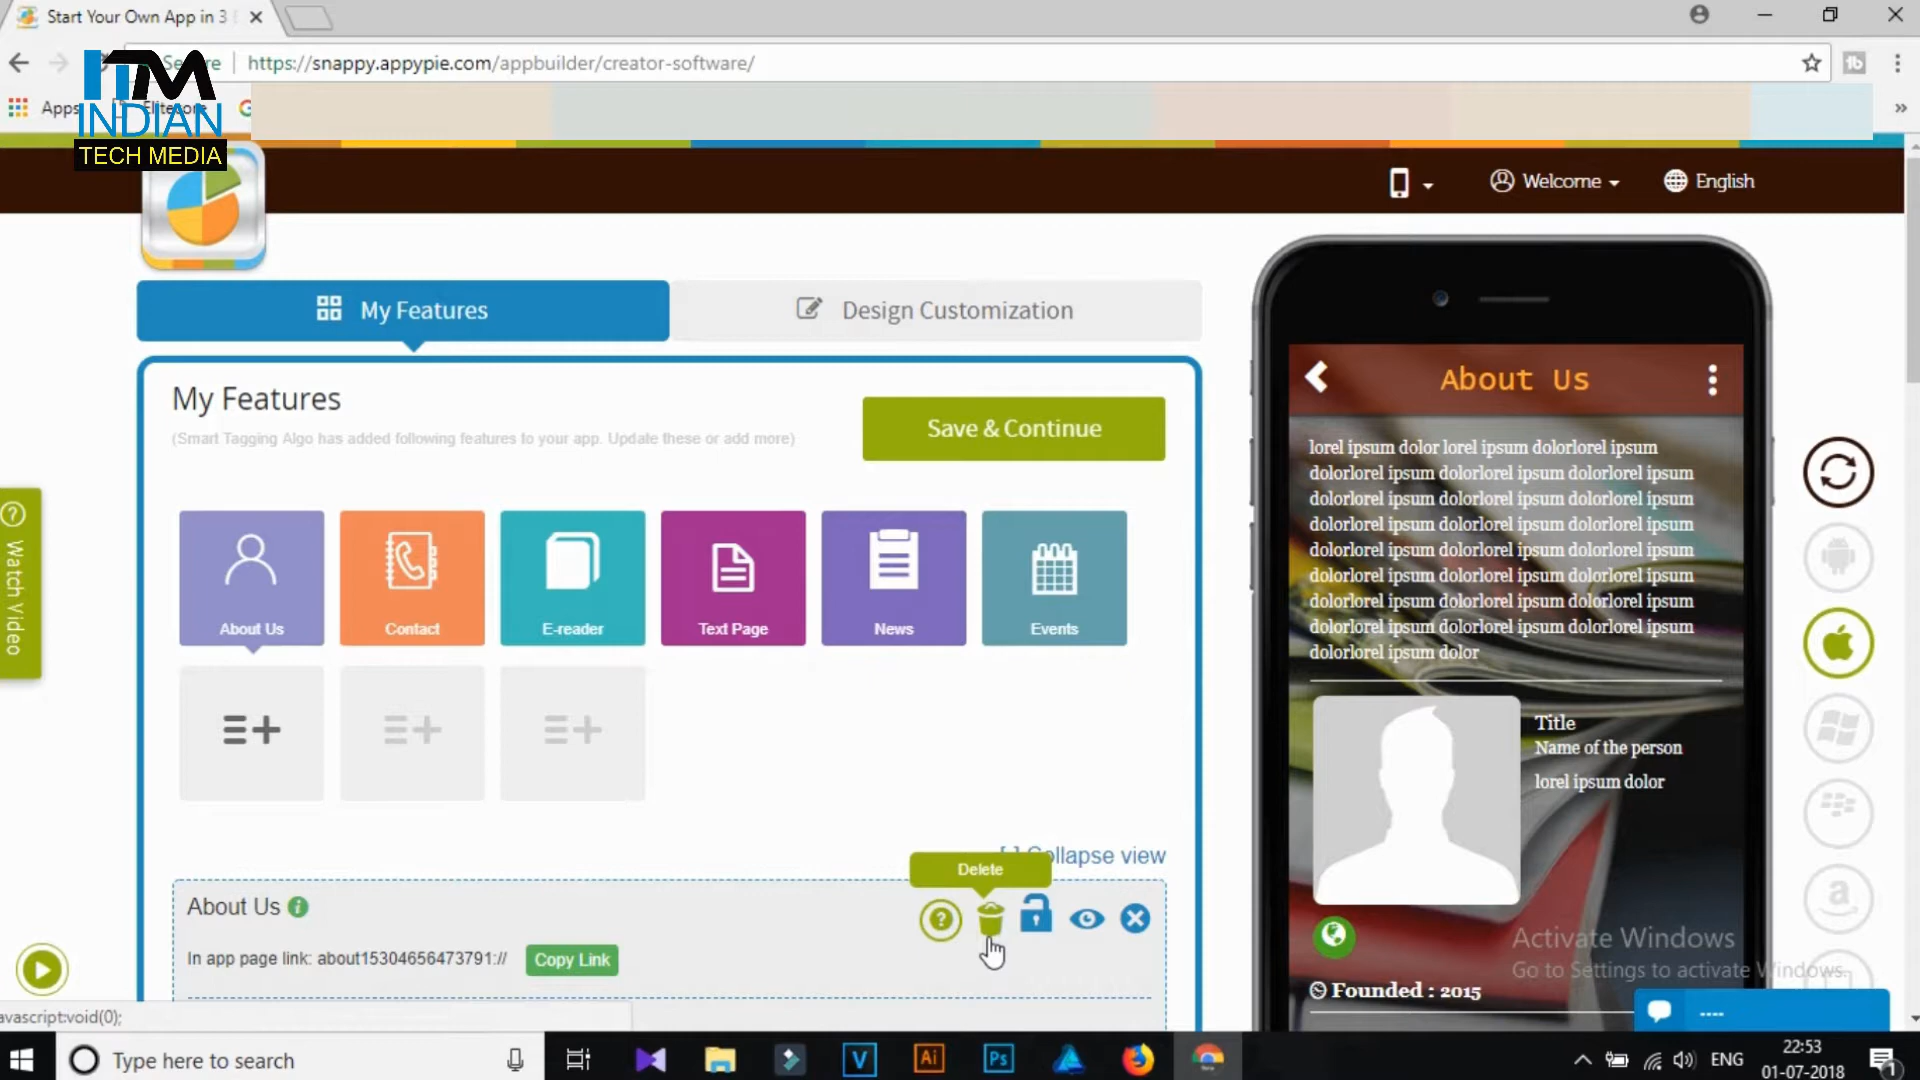 Start Your Own App in 3
Secure
https://snappy.appypie.com/appbuilder/creator-software/
Apps
Elitecore
ITM
INDIAN
TECH MEDIA
Welcome
English
My Features
Design Customization
My Features
(Smart Tagging Algo has added following features to your app. Update these or add more)
Save & Continue
About Us
Contact
E-reader
Text Page
News
Events
Watch Video
Collapse view
Delete
About Us
In app page link: about15304656473791://
Copy Link
About Us
lorel ipsum dolor lorel ipsum dolorlorel ipsum
dolorlorel ipsum dolorlorel ipsum dolorlorel ipsum
dolorlorel ipsum dolorlorel ipsum dolorlorel ipsum
dolorlorel ipsum dolorlorel ipsum dolorlorel ipsum
dolorlorel ipsum dolorlorel ipsum dolorlorel ipsum
dolorlorel ipsum dolorlorel ipsum dolorlorel ipsum
dolorlorel ipsum dolorlorel ipsum dolorlorel ipsum
dolorlorel ipsum dolorlorel ipsum dolorlorel ipsum
dolorlorel ipsum dolor
Title
Name of the person
lorel ipsum dolor
Founded : 2015
Activate Windows
Go to Settings to activate Windows.
----
avascript:void(0);
Type here to search
V
Ai
Ps
ENG
22:53
01-07-2018
1